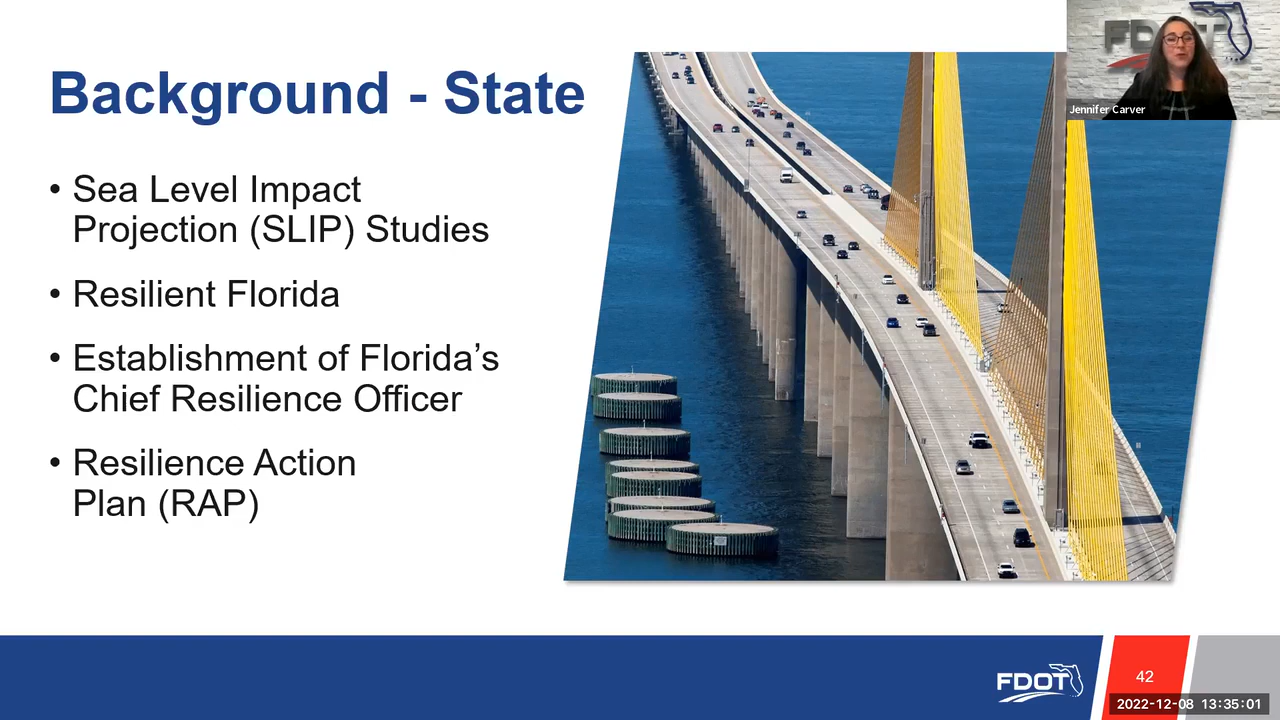 FDOT
Jennifer Carver
Background - State
• Sea Level Impact
Projection (SLIP) Studies
• Resilient Florida
• Establishment of Florida’s
Chief Resilience Officer
• Resilience Action
Plan (RAP)
FDOT
42
2022-12-08 13:35:01